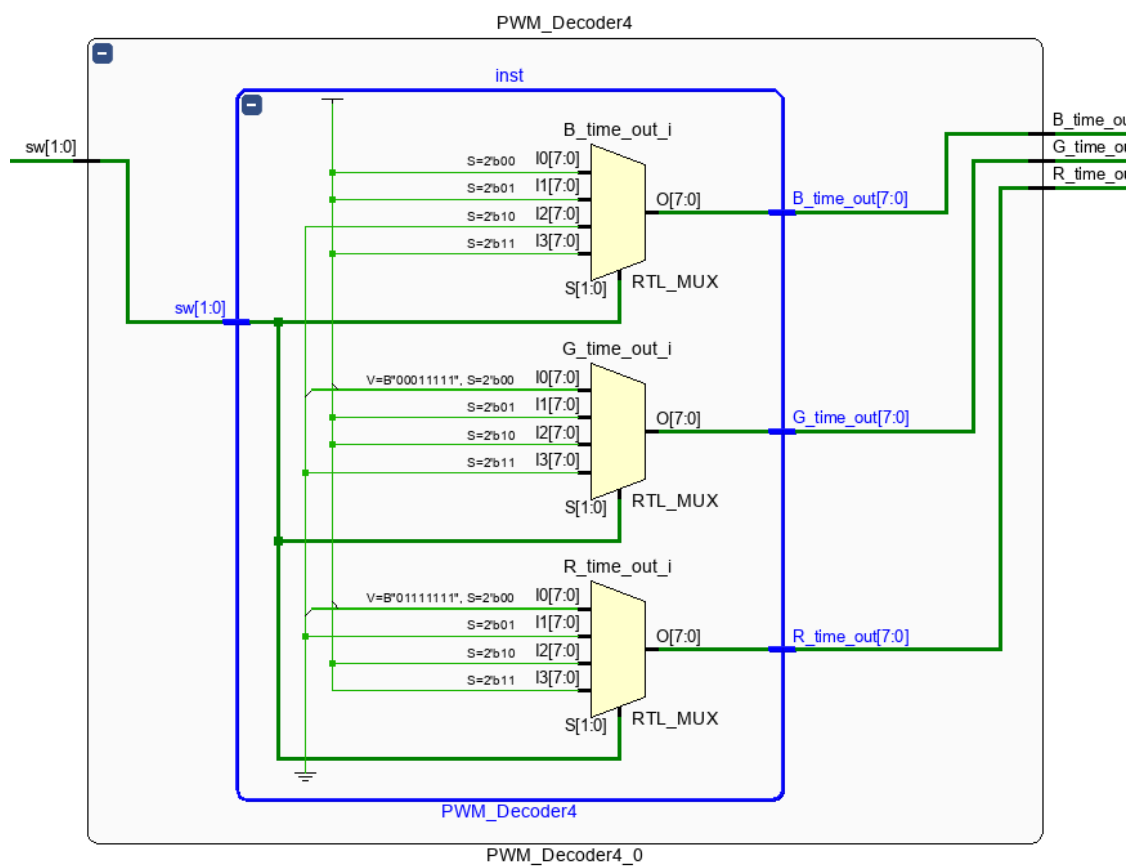 PWM_Decoder4
inst
B_time_out_i
S=2'b00 I0[7:0]
S=2'b01 I1[7:0]
S=2'b10 I2[7:0]
S=2'b11 I3[7:0]
O[7:0]
S[1:0]
RTL_MUX
B_time_out[7:0]
sw[1:0]
sw[1:0]
G_time_out_i
V=B"00011111", S=2'b00 I0[7:0]
S=2'b01 I1[7:0]
S=2'b10 I2[7:0]
S=2'b11 I3[7:0]
O[7:0]
S[1:0]
RTL_MUX
G_time_out[7:0]
R_time_out_i
V=B"01111111", S=2'b00 I0[7:0]
S=2'b01 I1[7:0]
S=2'b10 I2[7:0]
S=2'b11 I3[7:0]
O[7:0]
S[1:0]
RTL_MUX
R_time_out[7:0]
B_time_ou
G_time_ou
R_time_ou
PWM_Decoder4
PWM_Decoder4_0